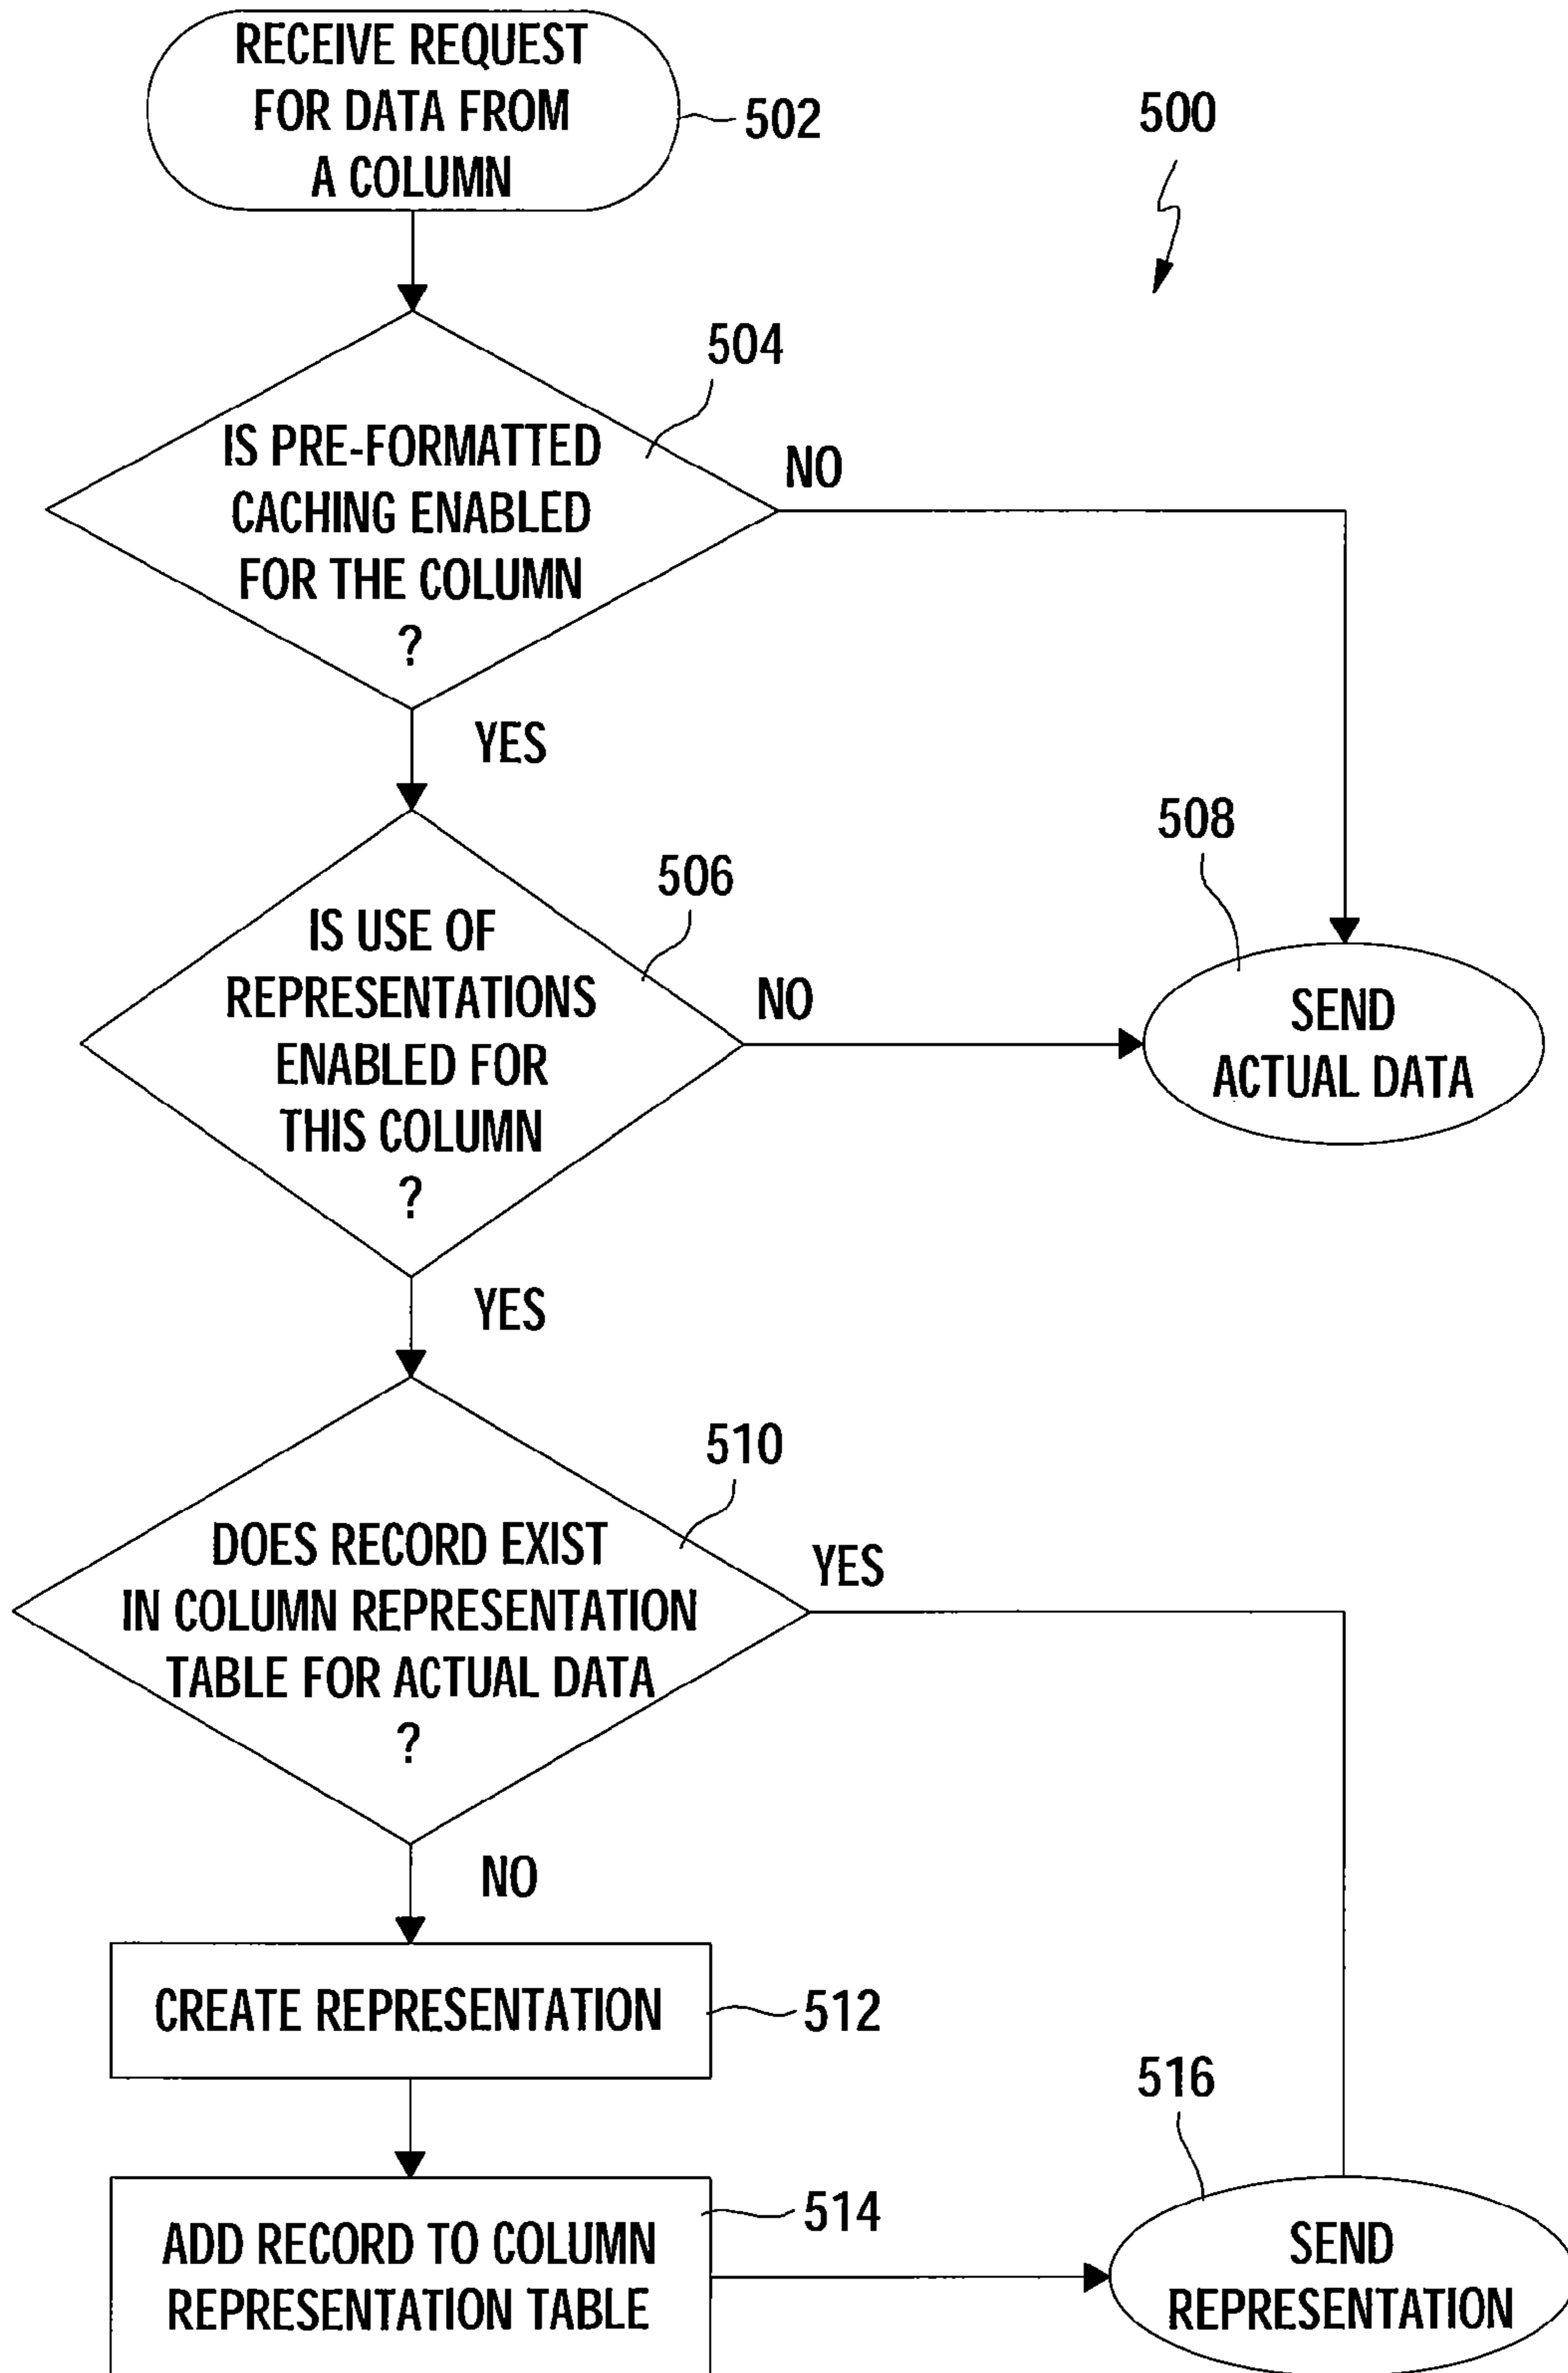 RECEIVE REQUEST
FOR DATA FROM
A COLUMN
502
500
504
IS PRE-FORMATTED
CACHING ENABLED
FOR THE COLUMN
?
NO
YES
506
IS USE OF
REPRESENTATIONS
ENABLED FOR
THIS COLUMN
?
NO
508
SEND
ACTUAL DATA
YES
510
DOES RECORD EXIST
IN COLUMN REPRESENTATION
TABLE FOR ACTUAL DATA
?
YES
NO
CREATE REPRESENTATION
512
514
ADD RECORD TO COLUMN
REPRESENTATION TABLE
516
SEND
REPRESENTATION